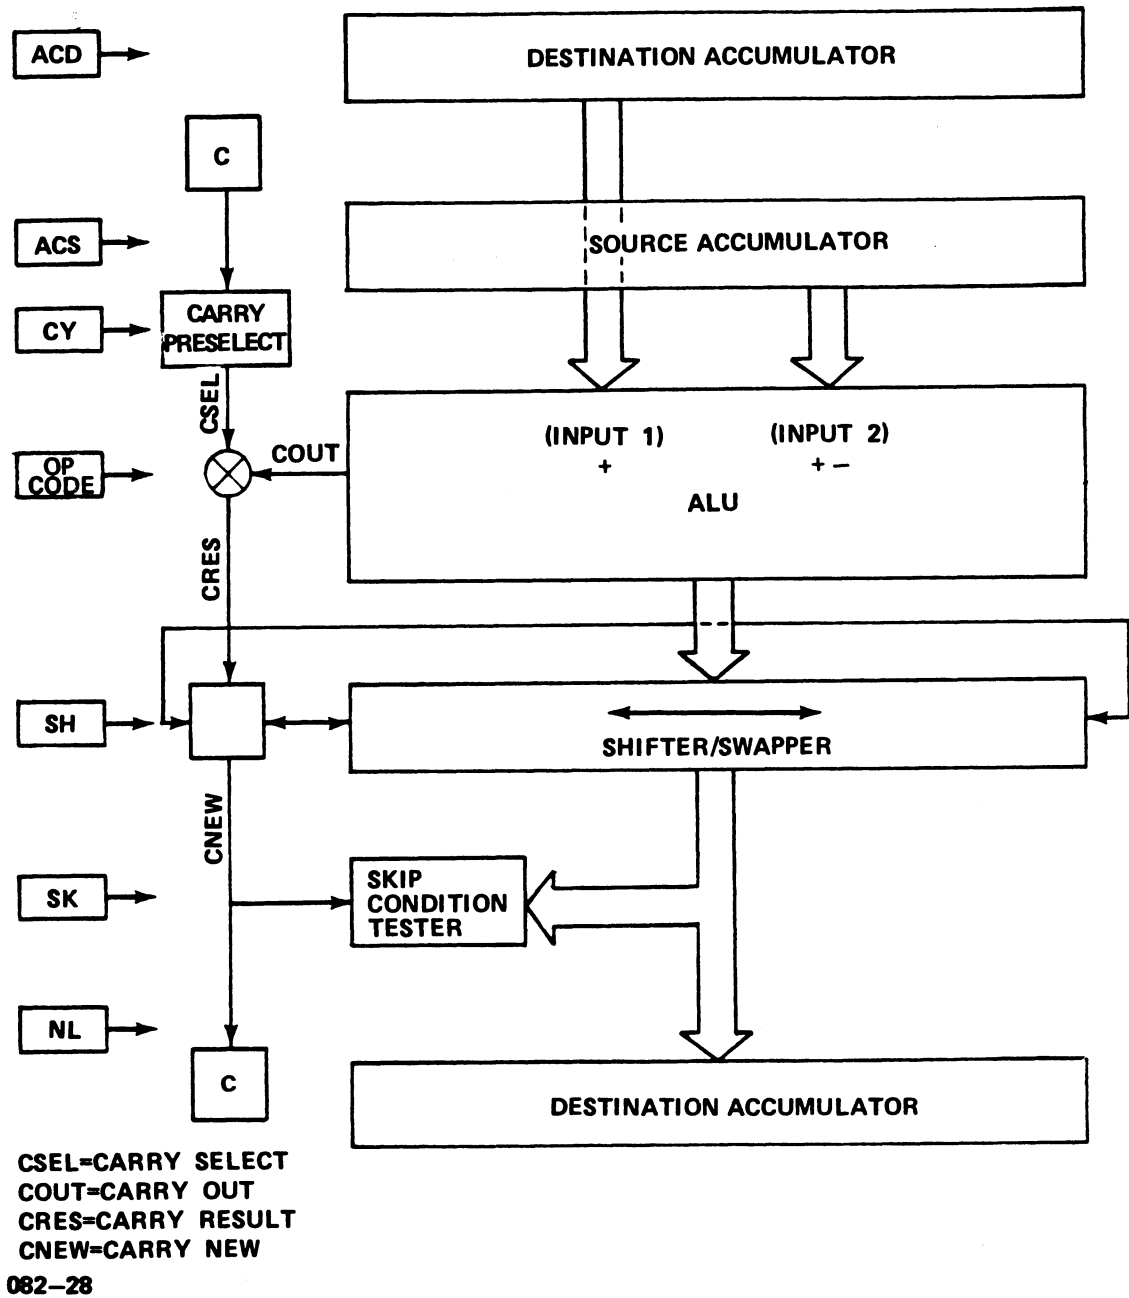 ACD
DESTINATION ACCUMULATOR
C
ACS
SOURCE ACCUMULATOR
CY
CARRY
PRESELECT
CSEL
(INPUT 1)
+
(INPUT 2)
+ −
ALU
OP
CODE
COUT
CRES
SH
SHIFTER/SWAPPER
CNEW
SK
SKIP
CONDITION
TESTER
NL
C
DESTINATION ACCUMULATOR
CSEL=CARRY SELECT
COUT=CARRY OUT
CRES=CARRY RESULT
CNEW=CARRY NEW
082−28